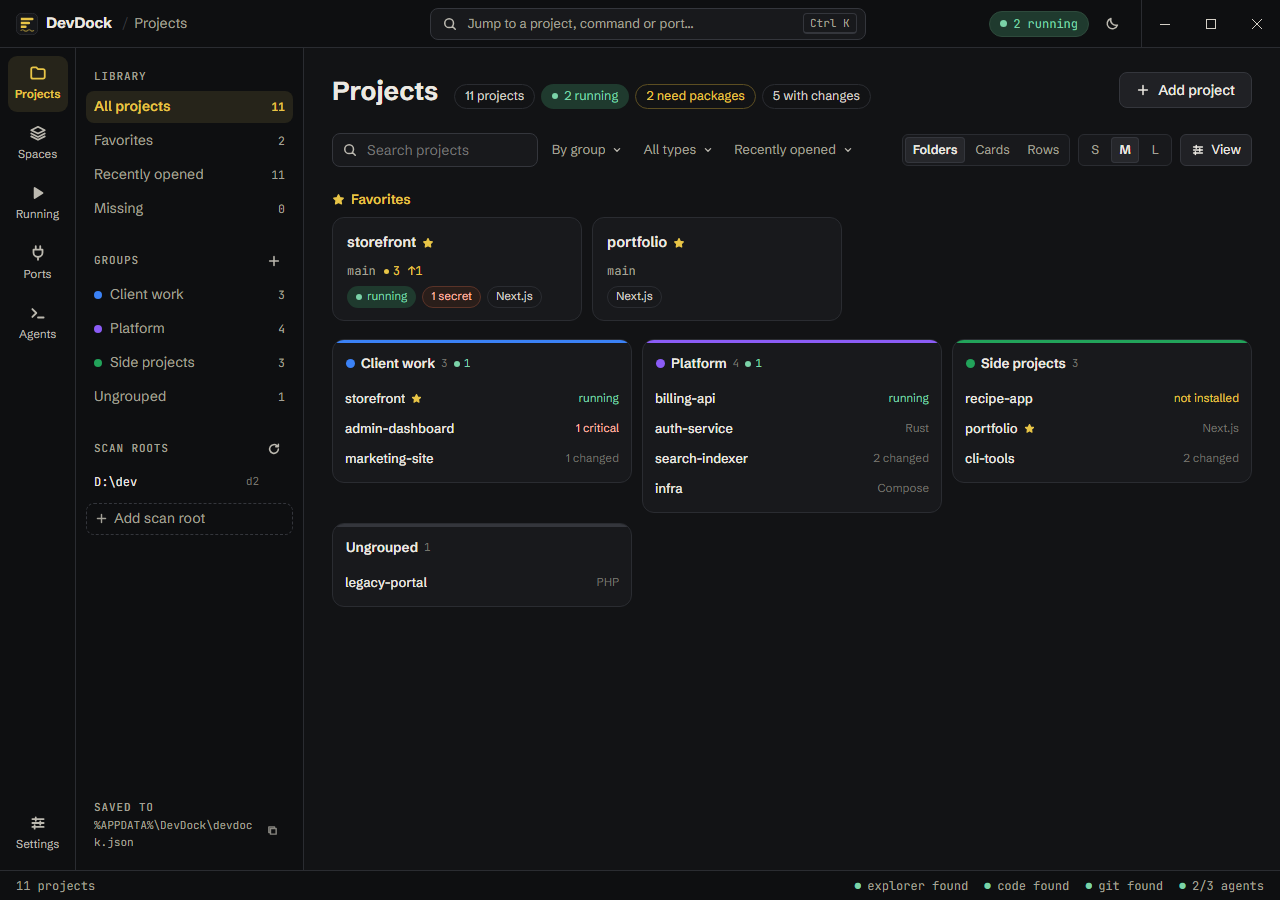 DevDock / Projects
Jump to a project, command or port... Ctrl K
2 running
Projects
Spaces
Running
Ports
Agents
Settings
LIBRARY
All projects 11
Favorites 2
Recently opened 11
Missing 0
GROUPS
Client work 3
Platform 4
Side projects 3
Ungrouped 1
SCAN ROOTS
D:\dev d2
+ Add scan root
SAVED TO
%APPDATA%\DevDock\devdoc
k.json
Projects 11 projects 2 running 2 need packages 5 with changes + Add project
Search projects By group All types Recently opened Folders Cards Rows S M L View
Favorites
storefront
main 3 ↑1
running 1 secret Next.js
portfolio
main
Next.js
Client work 3 1
storefront running
admin-dashboard 1 critical
marketing-site 1 changed
Platform 4 1
billing-api running
auth-service Rust
search-indexer 2 changed
infra Compose
Side projects 3
recipe-app not installed
portfolio Next.js
cli-tools 2 changed
Ungrouped 1
legacy-portal PHP
11 projects explorer found code found git found 2/3 agents